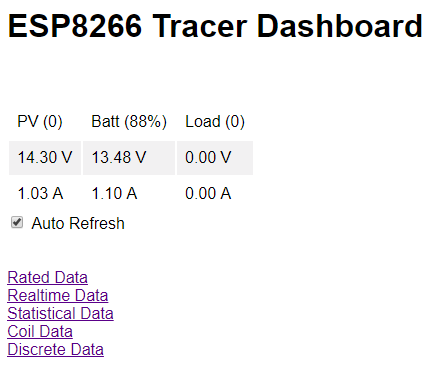 ESP8266 Tracer Dashboard
PV (0) Batt (88%) Load (0)
14.30 V 13.48 V 0.00 V
1.03 A 1.10 A 0.00 A
Auto Refresh
Rated Data
Realtime Data
Statistical Data
Coil Data
Discrete Data